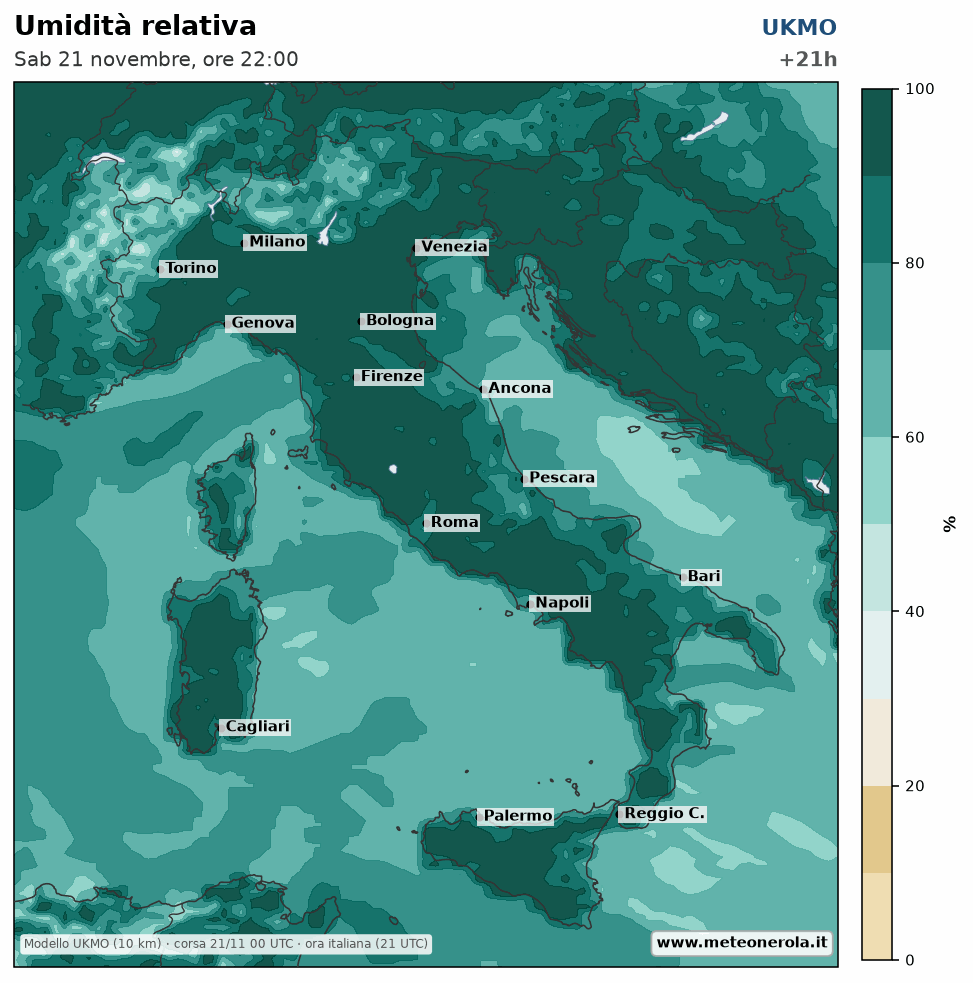 Umidità relativa
UKMO
Sab 21 novembre, ore 22:00
+21h
100
80
60
40
20
0
%
Milano
Venezia
Torino
Genova
Bologna
Firenze
Ancona
Pescara
Roma
Bari
Napoli
Cagliari
Palermo
Reggio C.
Modello UKMO (10 km) · corsa 21/11 00 UTC · ora italiana (21 UTC)
www.meteonerola.it